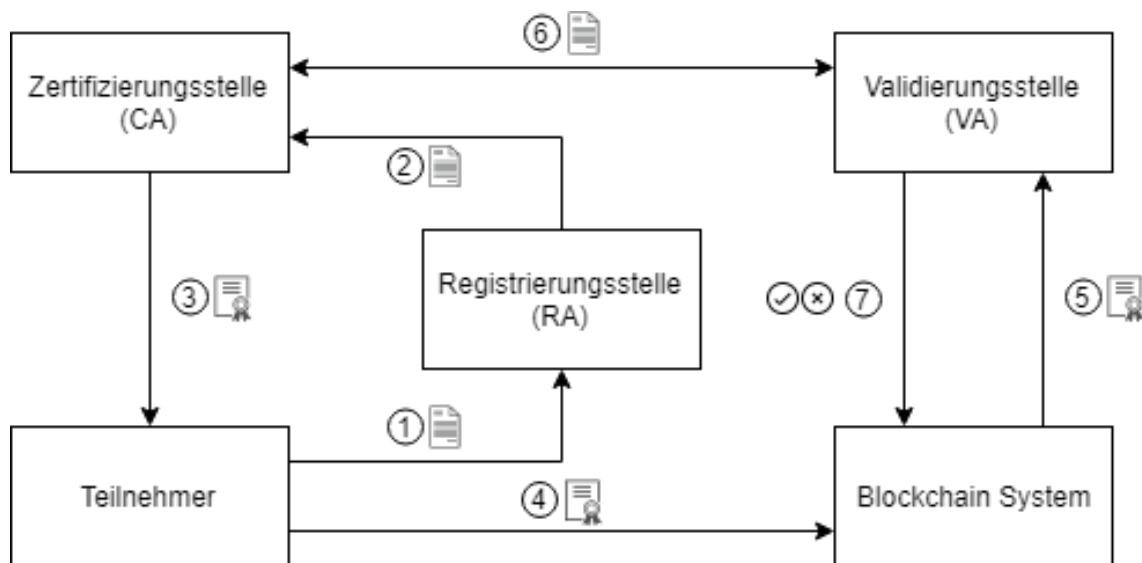 6
Zertifizierungsstelle
(CA)
Validierungsstelle
(VA)
2
Registrierungsstelle
(RA)
3
7
5
1
Teilnehmer
4
Blockchain System